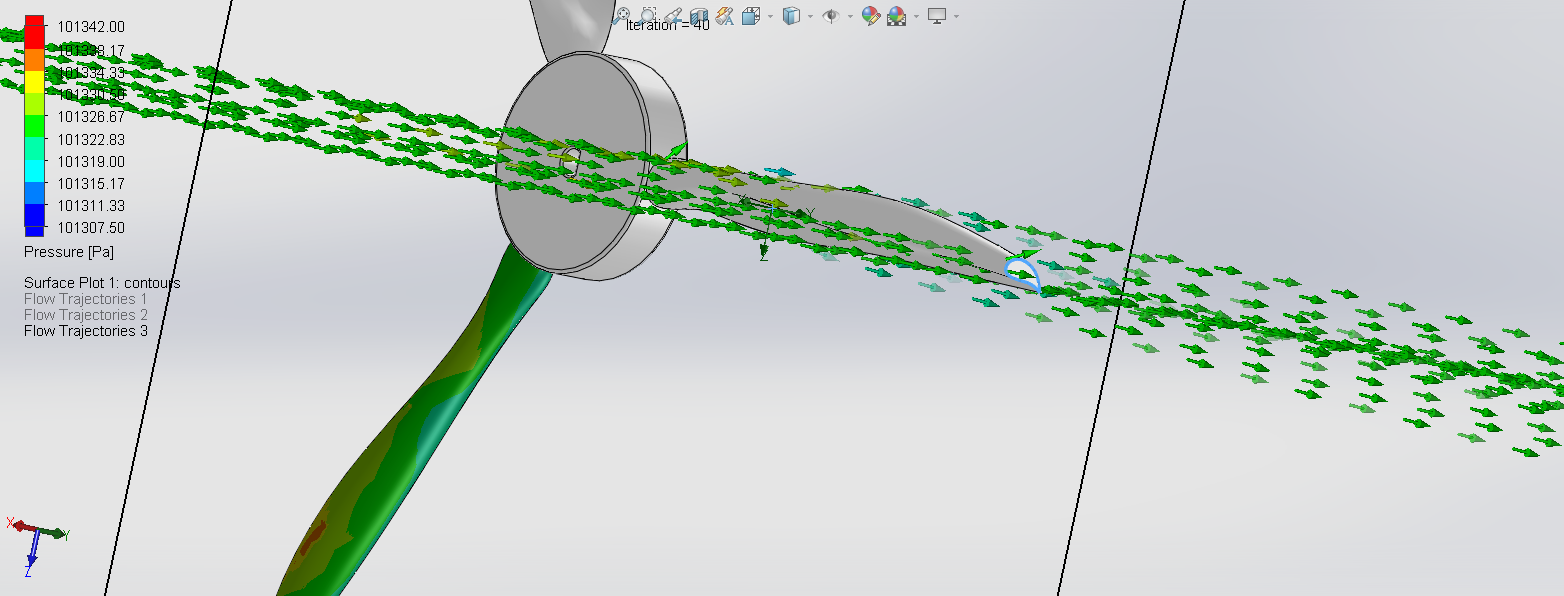 Iteration = 40
101342.00
101338.17
101334.33
101330.50
101326.67
101322.83
101319.00
101315.17
101311.33
101307.50
Pressure [Pa]
Surface Plot 1: contours
Flow Trajectories 1
Flow Trajectories 2
Flow Trajectories 3
Y
Z
X
Y
Z